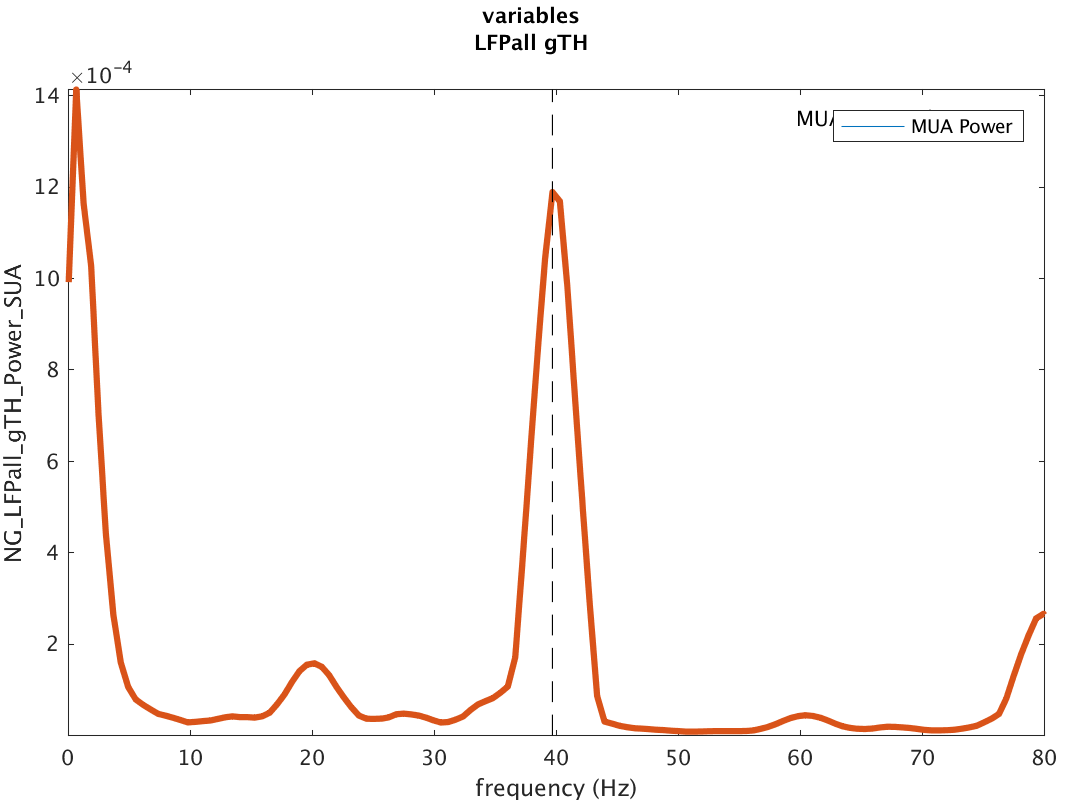 variables
LFPall gTH
×10⁻⁴
14
12
10
8
6
4
2
NG_LFPall_gTH_Power_SUA
MUA Power
0 10 20 30 40 50 60 70 80
frequency (Hz)